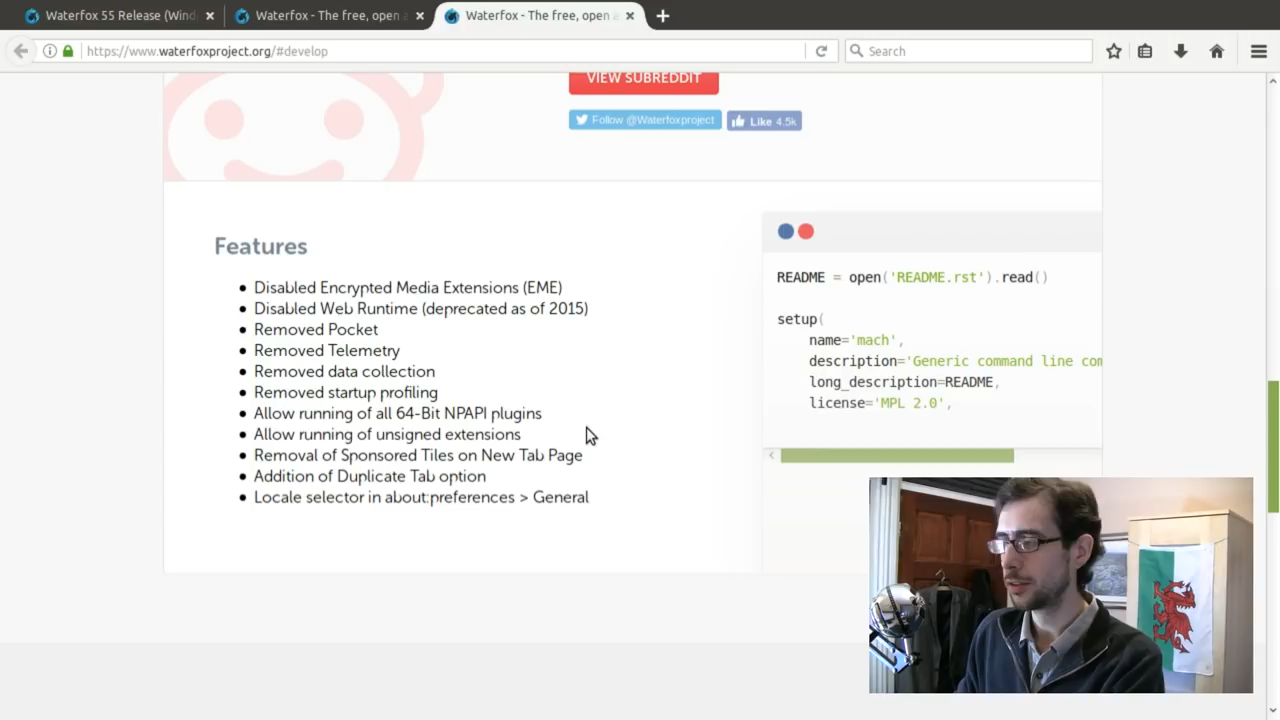 Waterfox 55 Release (Wind
Waterfox - The free, open a
Waterfox - The free, open a
https://www.waterfoxproject.org/#develop
Search
VIEW SUBREDDIT
Follow @Waterfoxproject
Like 4.5k
Features
Disabled Encrypted Media Extensions (EME)
Disabled Web Runtime (deprecated as of 2015)
Removed Pocket
Removed Telemetry
Removed data collection
Removed startup profiling
Allow running of all 64-Bit NPAPI plugins
Allow running of unsigned extensions
Removal of Sponsored Tiles on New Tab Page
Addition of Duplicate Tab option
Locale selector in about:preferences > General
README = open('README.rst').read()
setup(
name='mach',
description='Generic command line com
long_description=README,
license='MPL 2.0',